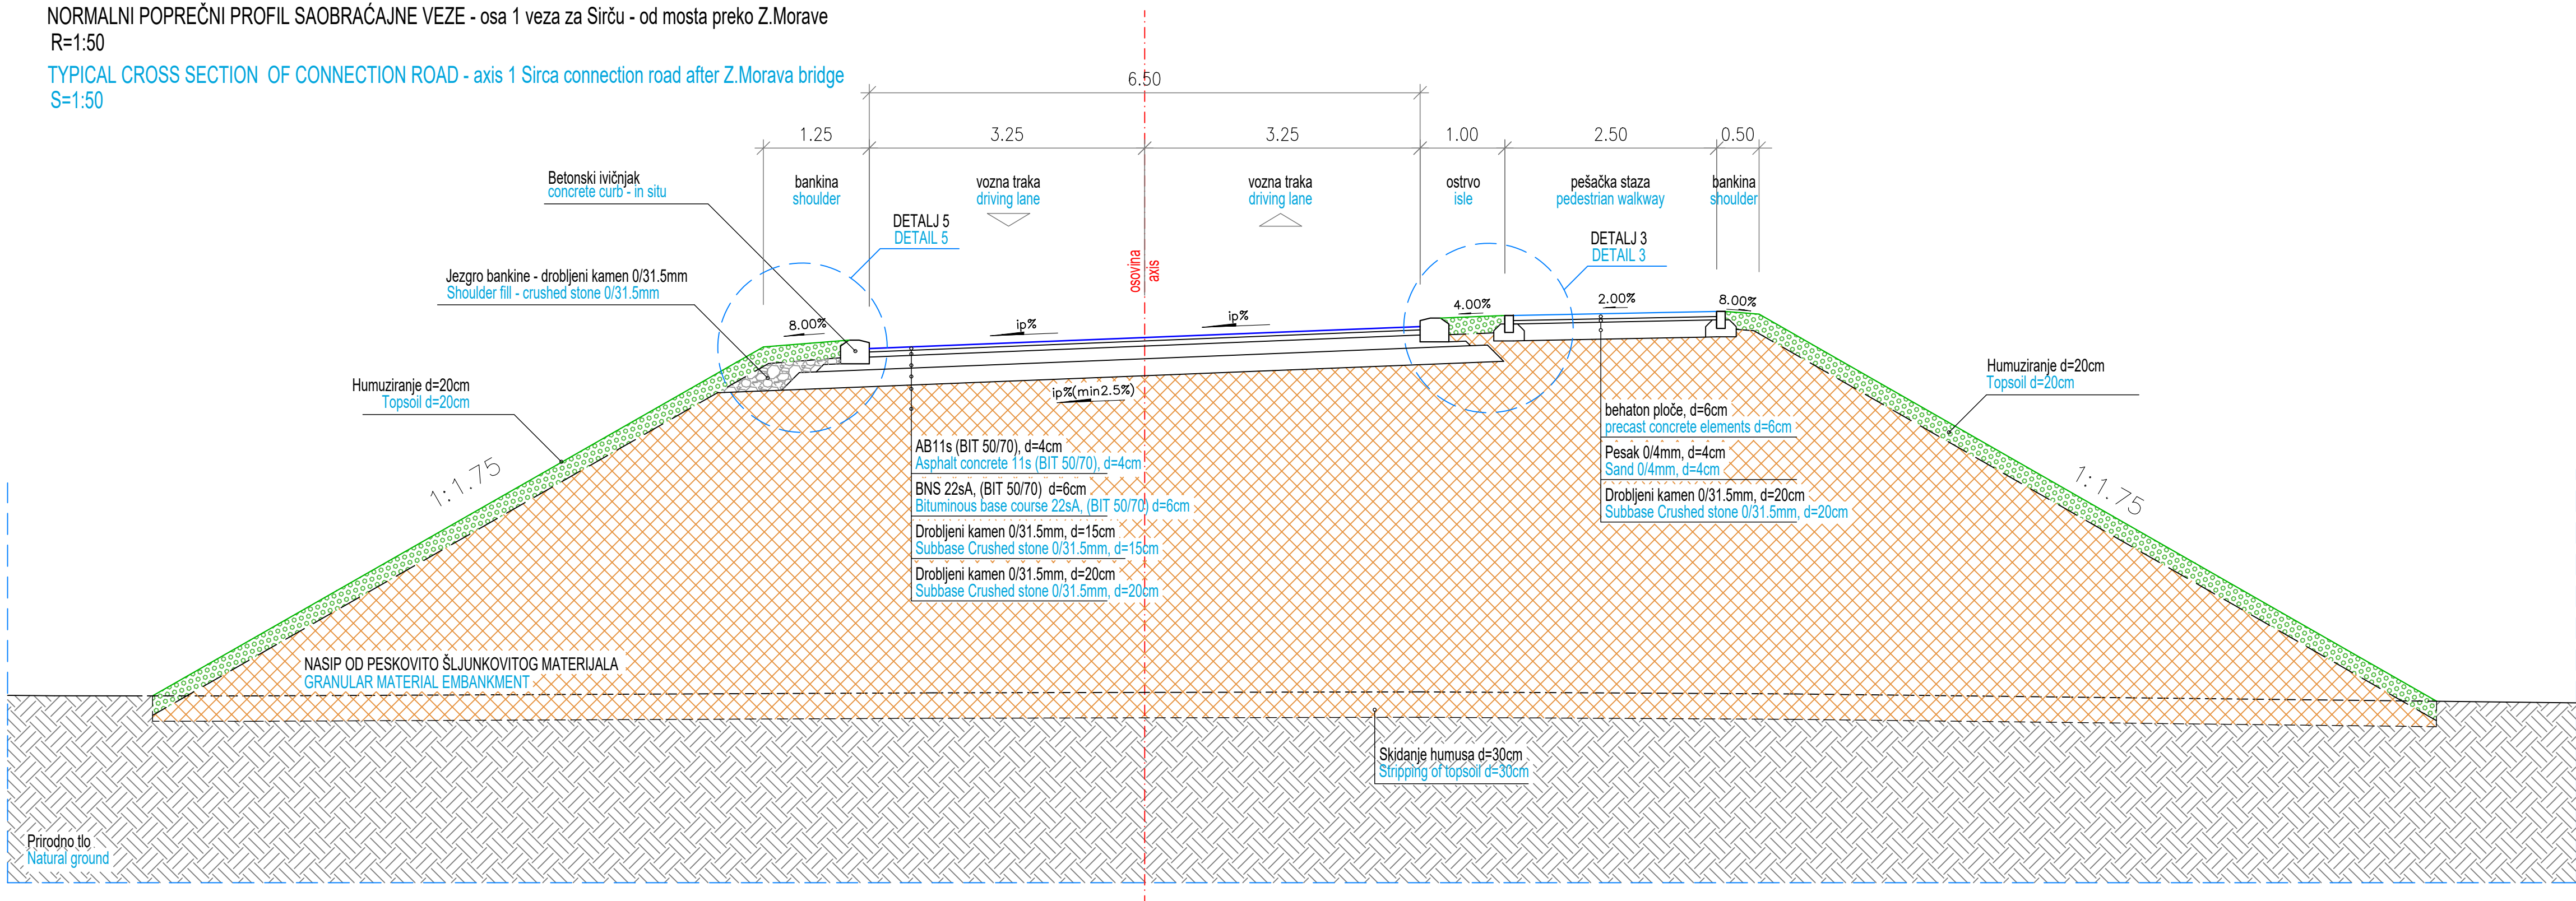 NORMALNI POPREČNI PROFIL SAOBRAĆAJNE VEZE - osa 1 veza za Sirču - od mosta preko Z.Morave
R=1:50
TYPICAL CROSS SECTION OF CONNECTION ROAD - axis 1 Sirca connection road after Z.Morava bridge
S=1:50
6.50
1.25
3.25
3.25
1.00
2.50
0.50
bankina
shoulder
vozna traka
driving lane
vozna traka
driving lane
ostrvo
isle
pešačka staza
pedestrian walkway
bankina
shoulder
Betonski ivičnjak
concrete curb - in situ
DETALJ 5
DETAIL 5
DETALJ 3
DETAIL 3
osovina
axis
Jezgro bankine - drobljeni kamen 0/31.5mm
Shoulder fill - crushed stone 0/31.5mm
8.00%
ip%
ip%
4.00%
2.00%
8.00%
ip%(min2.5%)
Humuziranje d=20cm
Topsoil d=20cm
Humuziranje d=20cm
Topsoil d=20cm
1:1.75
1:1.75
AB11s (BIT 50/70), d=4cm
Asphalt concrete 11s (BIT 50/70), d=4cm
BNS 22sA, (BIT 50/70) d=6cm
Bituminous base course 22sA, (BIT 50/70) d=6cm
Drobljeni kamen 0/31.5mm, d=15cm
Subbase Crushed stone 0/31.5mm, d=15cm
Drobljeni kamen 0/31.5mm, d=20cm
Subbase Crushed stone 0/31.5mm, d=20cm
behaton ploče, d=6cm
precast concrete elements d=6cm
Pesak 0/4mm, d=4cm
Sand 0/4mm, d=4cm
Drobljeni kamen 0/31.5mm, d=20cm
Subbase Crushed stone 0/31.5mm, d=20cm
NASIP OD PESKOVITO ŠLJUNKOVITOG MATERIJALA
GRANULAR MATERIAL EMBANKMENT
Skidanje humusa d=30cm
Stripping of topsoil d=30cm
Prirodno tlo
Natural ground